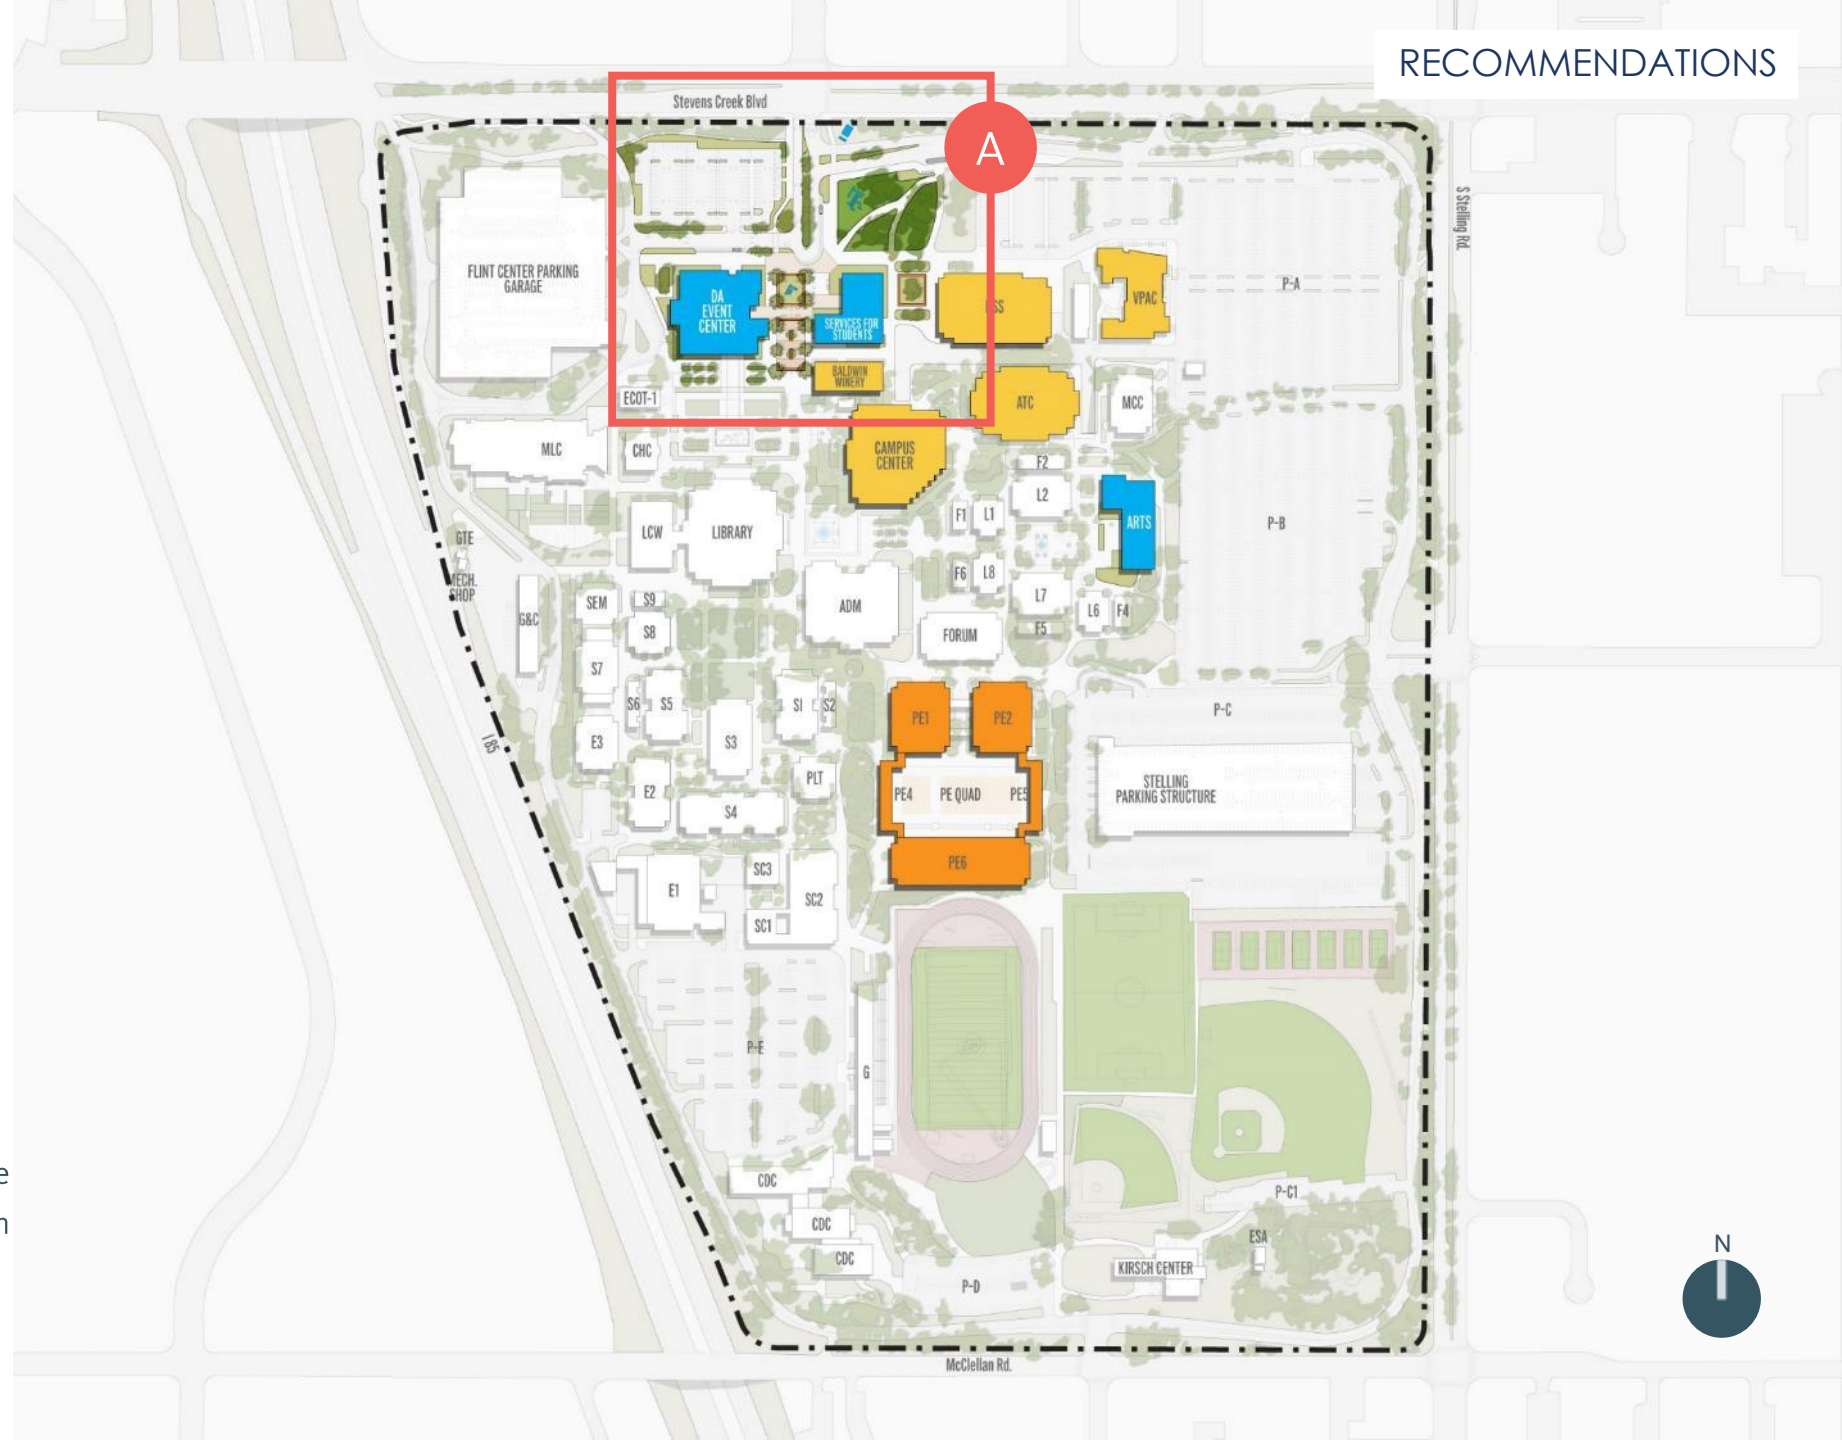 RECOMMENDATIONS
Stevens Creek Blvd
A
S Stelling Rd.
FLINT CENTER PARKING
GARAGE
DA
EVENT
CENTER
SERVICES FOR
STUDENTS
VPAC
P-A
BALDWIN
WINERY
ECOT-1
ATC
MCC
MLC
CHC
CAMPUS
CENTER
F2
L2
LCW
LIBRARY
F1
L1
ARTS
P-B
GTE
MECH.
SHOP
F6
L8
G&C
SEM
S9
S8
ADM
L7
L6
F4
F5
FORUM
S7
S6
S5
S1
S2
PE1
PE2
P-C
I 85
E3
S3
PLT
E2
S4
PE4
PE QUAD
PE5
STELLING
PARKING STRUCTURE
PE6
E1
SC3
SC2
SC1
P-E
G
CDC
CDC
CDC
P-C1
ESA
KIRSCH CENTER
P-D
e
n
N
McClellan Rd.